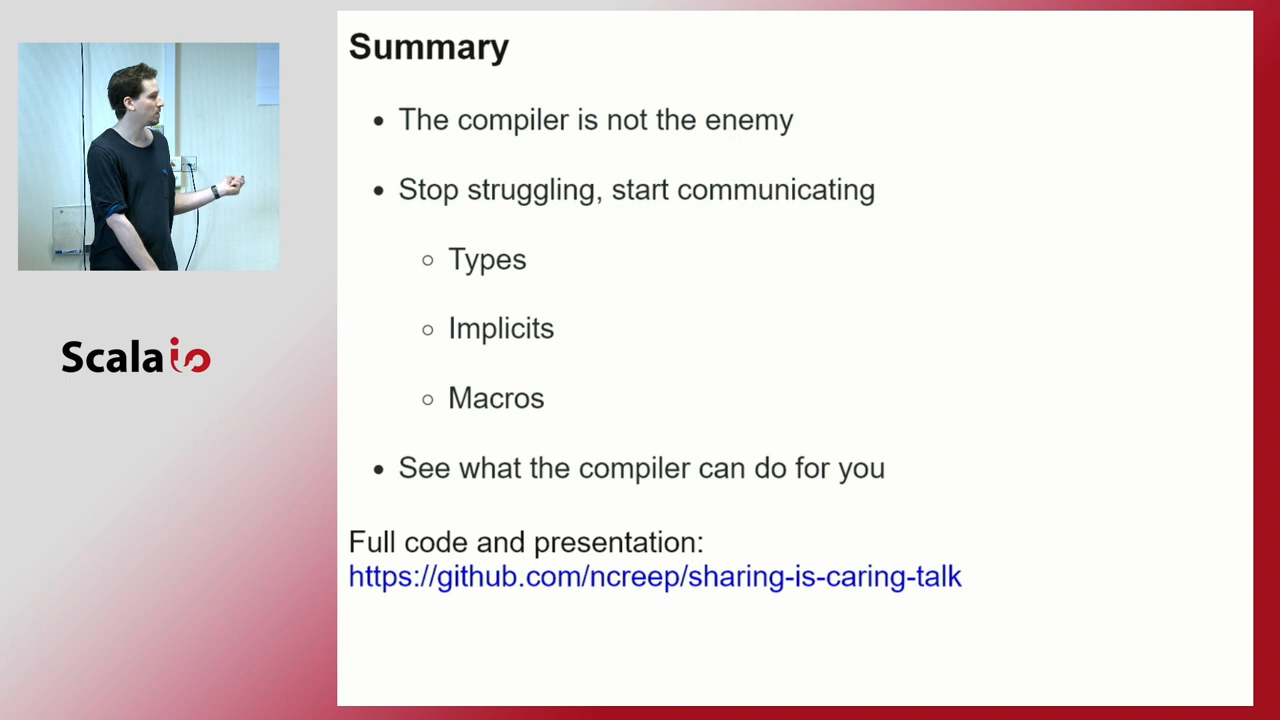 Summary
• The compiler is not the enemy
• Stop struggling, start communicating
○ Types
○ Implicits
○ Macros
• See what the compiler can do for you
Full code and presentation:
https://github.com/ncreep/sharing-is-caring-talk
Scala io